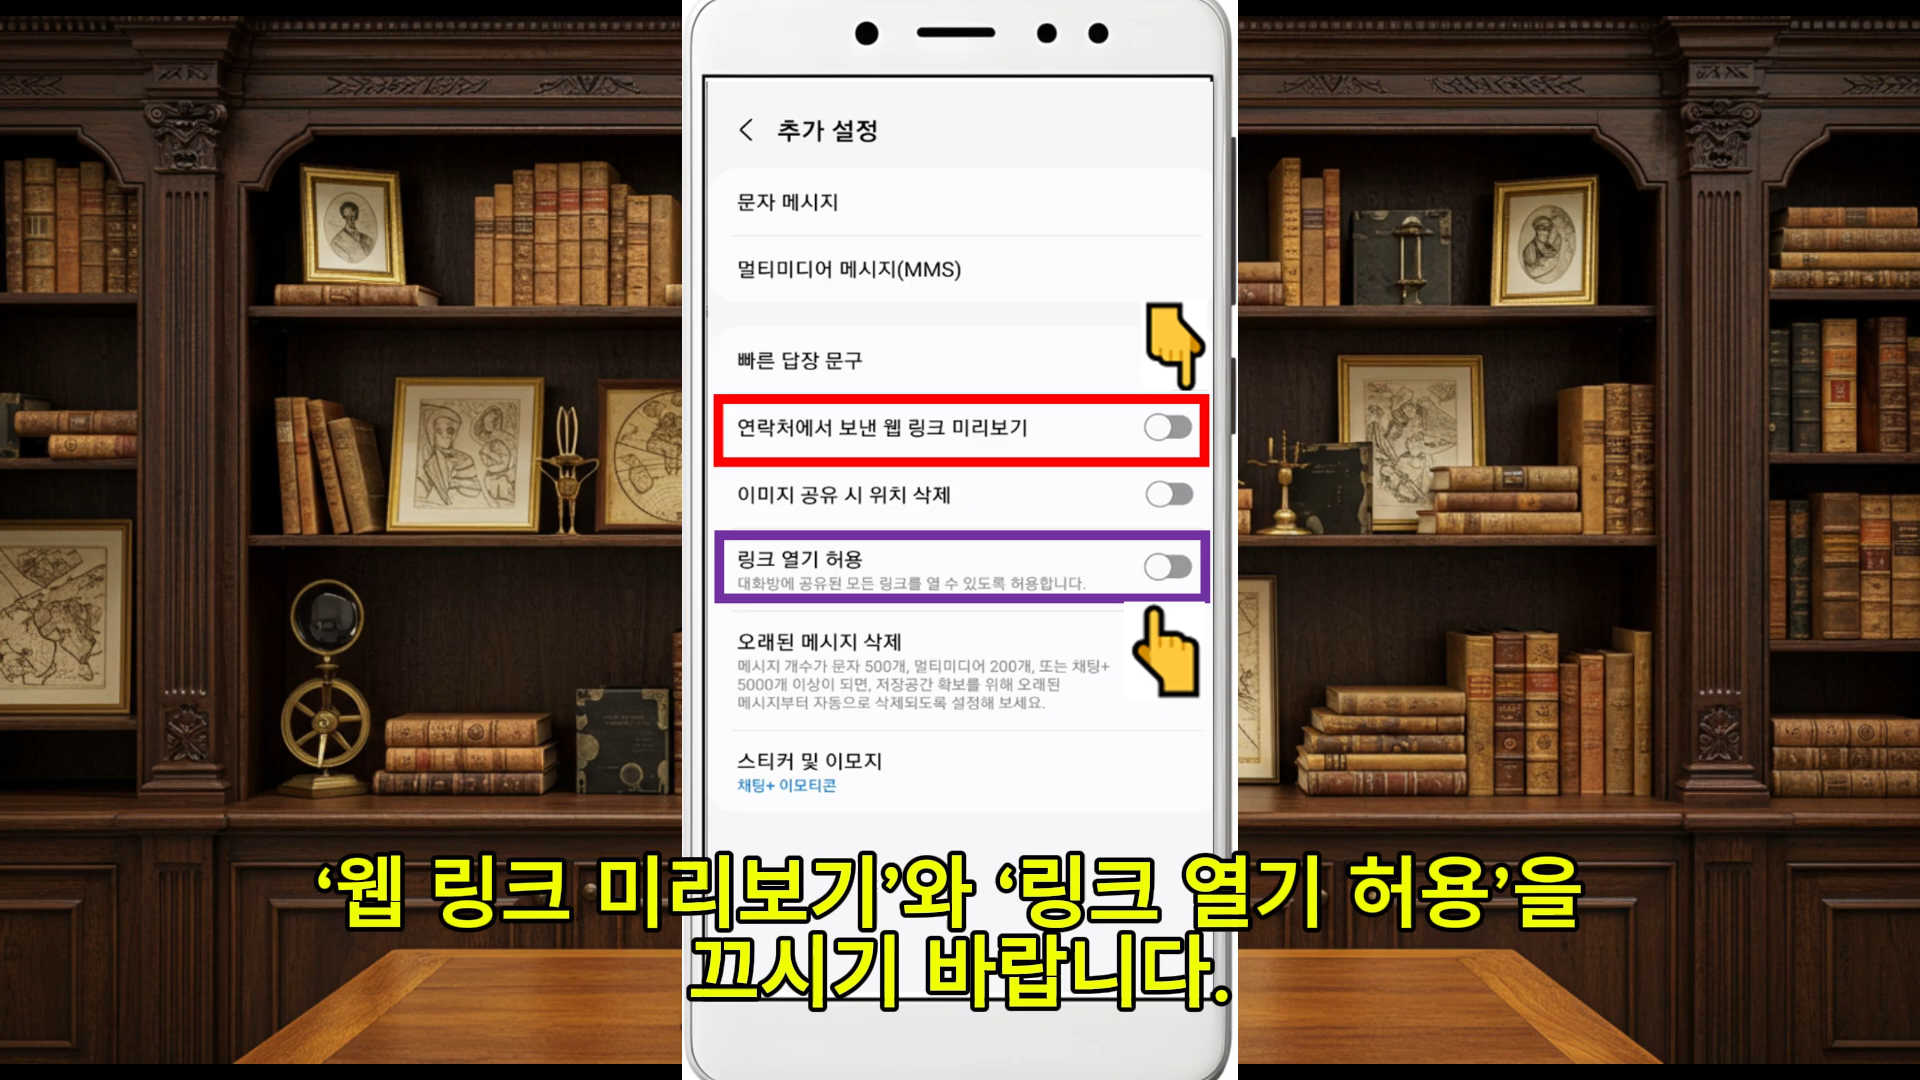 추가 설정
문자 메시지
멀티미디어 메시지(MMS)
빠른 답장 문구
연락처에서 보낸 웹 링크 미리보기
이미지 공유 시 위치 삭제
링크 열기 허용
대화방에 공유된 모든 링크를 열 수 있도록 허용합니다.
오래된 메시지 삭제
메시지 개수가 문자 500개, 멀티미디어 200개, 또는 채팅+
5000개 이상이 되면, 저장공간 확보를 위해 오래된
메시지부터 자동으로 삭제되도록 설정해 보세요.
스티커 및 이모지
채팅+ 이모티콘
‘웹 링크 미리보기’와 ‘링크 열기 허용’을
끄시기 바랍니다.